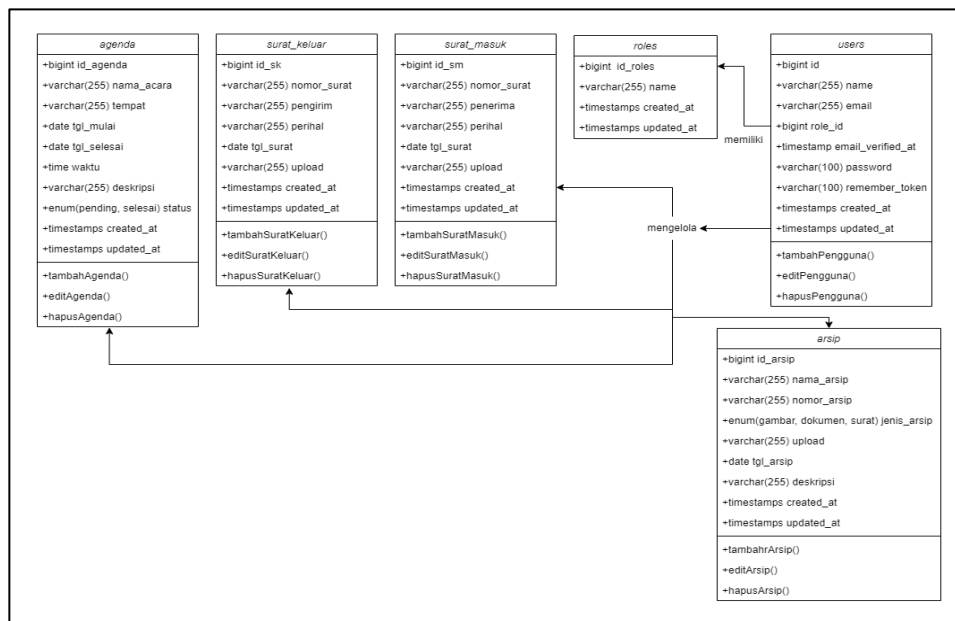 agenda
+bigint id_agenda
+varchar(255) nama_acara
+varchar(255) tempat
+date tgl_mulai
+date tgl_selesai
+time waktu
+varchar(255) deskripsi
+enum(pending, selesai) status
+timestamps created_at
+timestamps updated_at
+tambahAgenda()
+editAgenda()
+hapusAgenda()
surat_keluar
+bigint id_sk
+varchar(255) nomor_surat
+varchar(255) pengirim
+varchar(255) perihal
+date tgl_surat
+varchar(255) upload
+timestamps created_at
+timestamps updated_at
+tambahSuratKeluar()
+editSuratKeluar()
+hapusSuratKeluar()
surat_masuk
+bigint id_sm
+varchar(255) nomor_surat
+varchar(255) penerima
+varchar(255) perihal
+date tgl_surat
+varchar(255) upload
+timestamps created_at
+timestamps updated_at
+tambahSuratMasuk()
+editSuratMasuk()
+hapusSuratMasuk()
roles
+bigint id_roles
+varchar(255) name
+timestamps created_at
+timestamps updated_at
memiliki
mengelola
users
+bigint id
+varchar(255) name
+varchar(255) email
+bigint role_id
+timestamp email_verified_at
+varchar(100) password
+varchar(100) remember_token
+timestamps created_at
+timestamps updated_at
+tambahPengguna()
+editPengguna()
+hapusPengguna()
arsip
+bigint id_arsip
+varchar(255) nama_arsip
+varchar(255) nomor_arsip
+enum(gambar, dokumen, surat) jenis_arsip
+varchar(255) upload
+date tgl_arsip
+varchar(255) deskripsi
+timestamps created_at
+timestamps updated_at
+tambahrArsip()
+editArsip()
+hapusArsip()